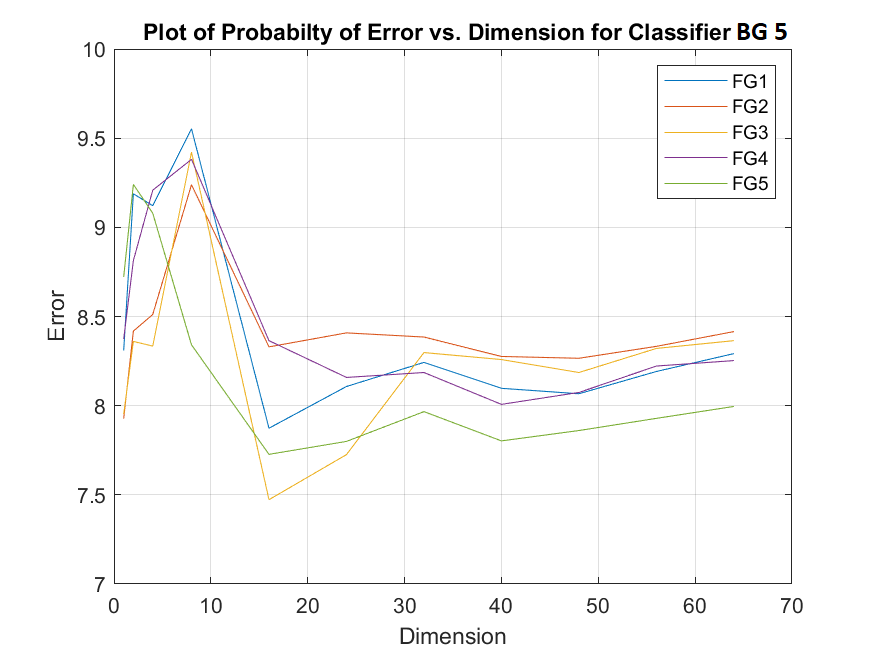 Plot of Probabilty of Error vs. Dimension for Classifier BG 5
10
9.5
9
8.5
8
7.5
7
Error
FG1
FG2
FG3
FG4
FG5
0 10 20 30 40 50 60 70
Dimension